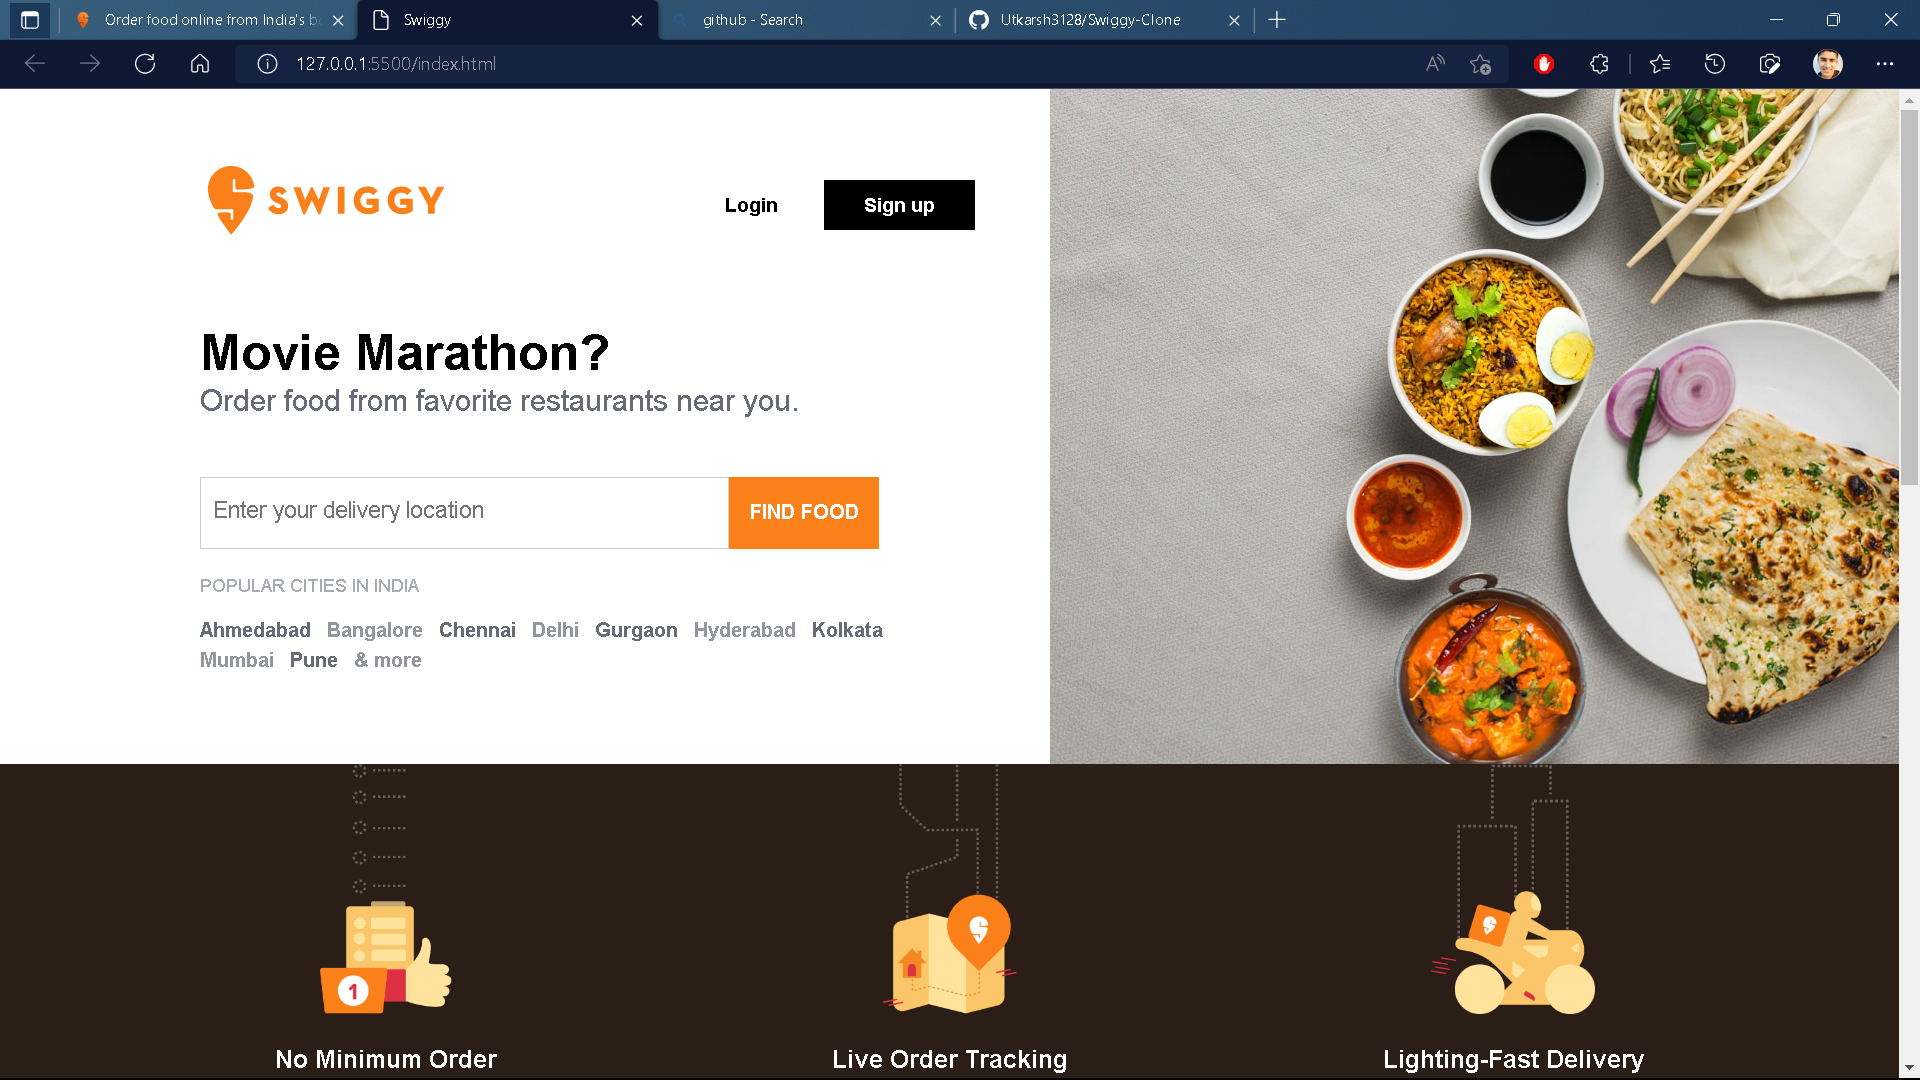 Order food online from India's b
Swiggy
github - Search
Utkarsh3128/Swiggy-Clone
127.0.0.1:5500/index.html
SWIGGY
Login
Sign up
Movie Marathon?
Order food from favorite restaurants near you.
Enter your delivery location
FIND FOOD
POPULAR CITIES IN INDIA
Ahmedabad Bangalore Chennai Delhi Gurgaon Hyderabad Kolkata
Mumbai Pune & more
1
No Minimum Order
Live Order Tracking
Lighting-Fast Delivery